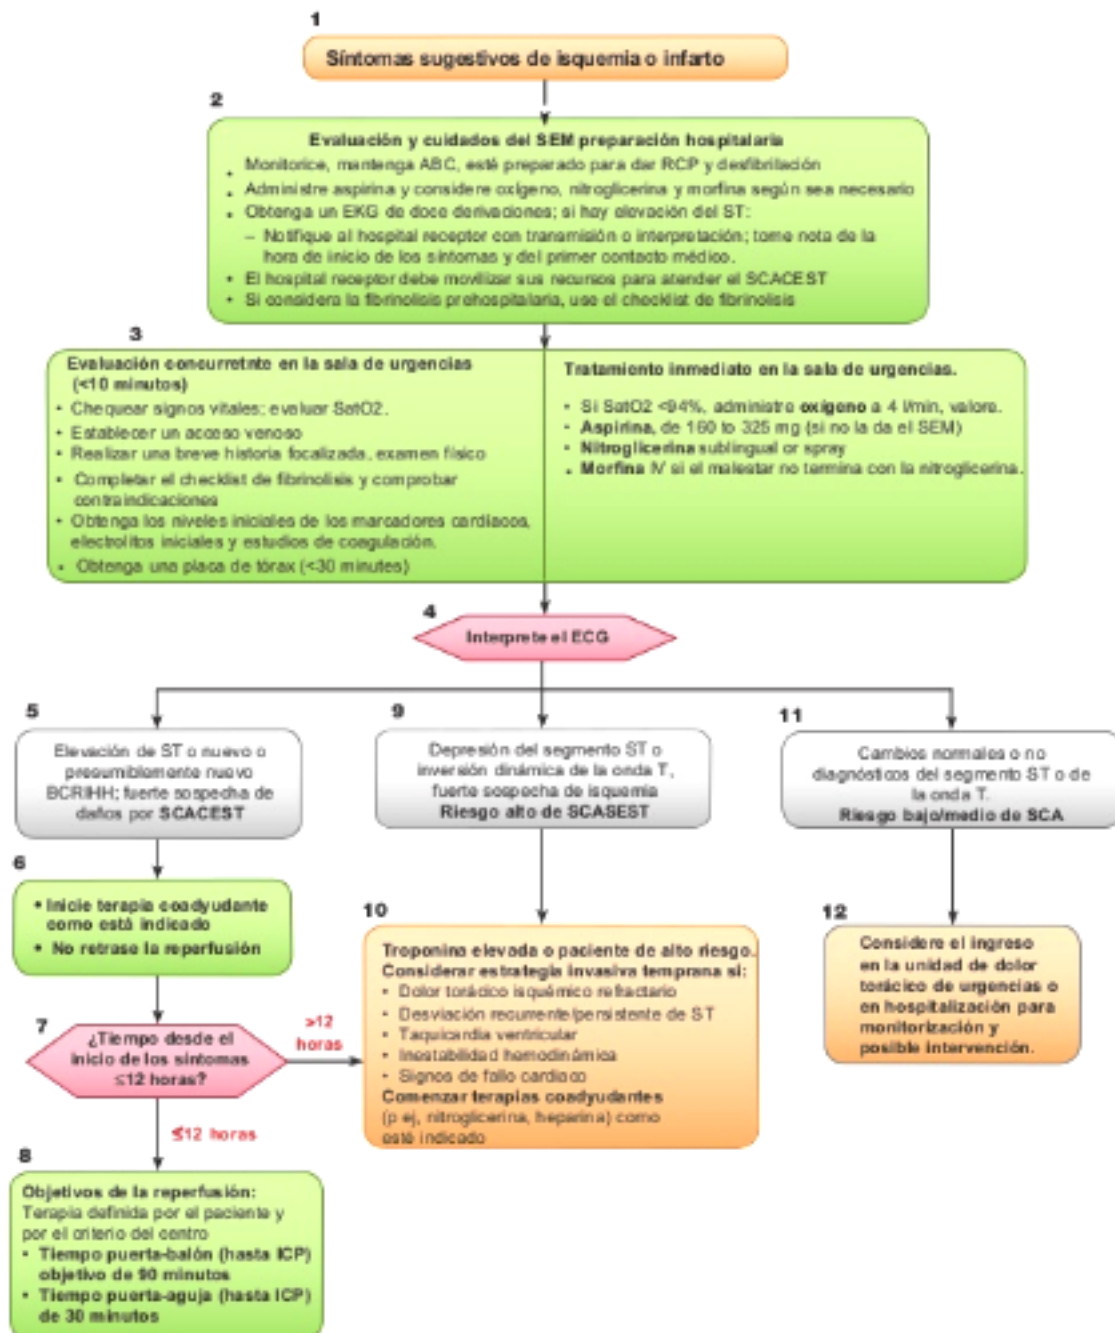 1
Síntomas sugestivos de isquemia o infarto
2
Evaluación y cuidados del SEM preparación hospitalaria
• Monitorice, mantenga ABC, esté preparado para dar RCP y desfibrilación
• Administre aspirina y considere oxígeno, nitroglicerina y morfina según sea necesario
• Obtenga un EKG de doce derivaciones; si hay elevación del ST:
– Notifique al hospital receptor con transmisión o interpretación; tome nota de la
hora de inicio de los síntomas y del primer contacto médico.
• El hospital receptor debe movilizar sus recursos para atender el SCACEST
• Si considera la fibrinolisis prehospitalaria, use el checklist de fibrinolisis
3
Evaluación concurretnte en la sala de urgencias
(<10 minutos)
• Chequear signos vitales; evaluar SatO2.
• Establecer un acceso venoso
• Realizar una breve historia focalizada, examen físico
• Completar el checklist de fibrinolisis y comprobar
contraindicaciones
• Obtenga los niveles iniciales de los marcadores cardíacos,
electrolitos iniciales y estudios de coagulación.
• Obtenga una placa de tórax (<30 minutes)
Tratamiento inmediato en la sala de urgencias.
• Si SatO2 <94%, administre oxígeno a 4 l/min, valore.
• Aspirina, de 160 to 325 mg (si no la da el SEM)
• Nitroglicerina sublingual or spray
• Morfina IV si el malestar no termina con la nitroglicerina.
4
Interprete el ECG
5
Elevación de ST o nuevo o
presumiblemente nuevo
BCRIHH; fuerte sospecha de
daños por SCACEST
9
Depresión del segmento ST o
inversión dinámica de la onda T,
fuerte sospecha de isquemia
Riesgo alto de SCASEST
11
Cambios normales o no
diagnósticos del segmento ST o de
la onda T.
Riesgo bajo/medio de SCA
6
• Inicie terapia coadyudante
como está indicado
• No retrase la reperfusión
7
¿Tiempo desde el
inicio de los síntomas
≤12 horas?
>12
horas
≤12 horas
8
Objetivos de la reperfusión:
Terapia definida por el paciente y
por el criterio del centro
• Tiempo puerta-balón (hasta ICP)
objetivo de 90 minutos
• Tiempo puerta-aguja (hasta ICP)
de 30 minutos
10
Troponina elevada o paciente de alto riesgo.
Considerar estrategia invasiva temprana si:
• Dolor torácico isquémico refractario
• Desviación recurrente/persistente de ST
• Taquicardia ventricular
• Inestabilidad hemodinámica
• Signos de fallo cardiaco
Comenzar terapias coadyudantes
(p ej, nitroglicerina, heparina) como
esté indicado
12
Considere el ingreso
en la unidad de dolor
torácico de urgencias o
en hospitalización para
monitorización y
posible intervención.